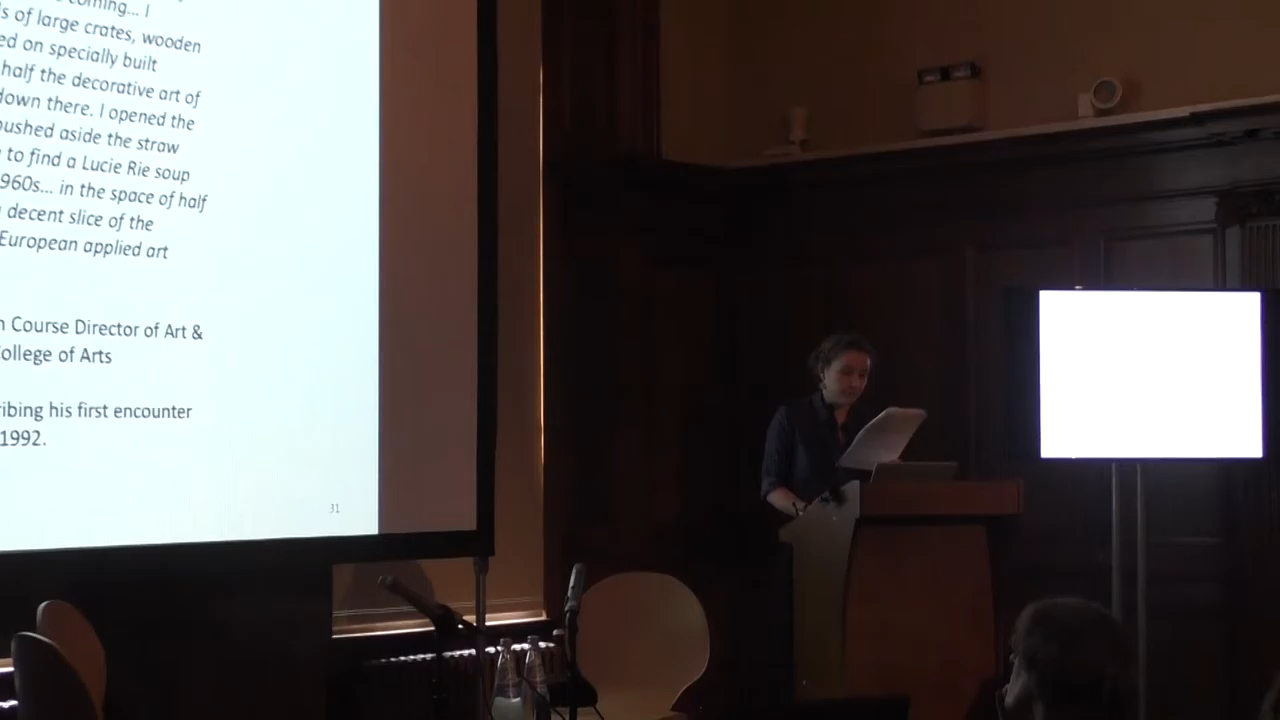 coming... I
s of large crates, wooden
ed on specially built
half the decorative art of
down there. I opened the
pushed aside the straw
to find a Lucie Rie soup
960s... in the space of half
decent slice of the
European applied art
n Course Director of Art &
College of Arts
ribing his first encounter
1992.
31